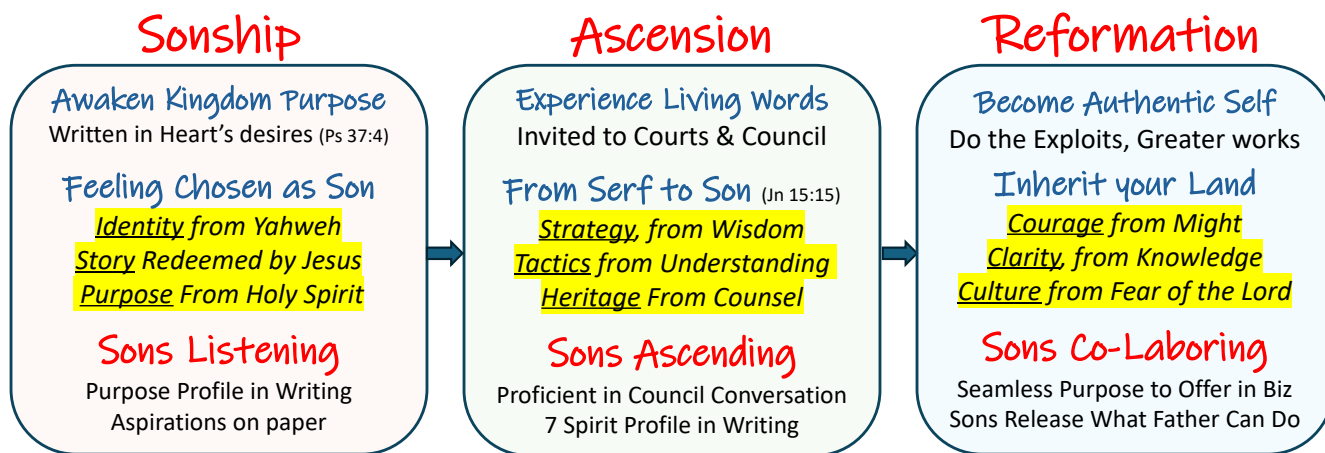 Sonship
Awaken Kingdom Purpose
Written in Heart's desires (Ps 37:4)
Feeling Chosen as Son
Identity from Yahweh
Story Redeemed by Jesus
Purpose From Holy Spirit
Sons Listening
Purpose Profile in Writing
Aspirations on paper
Ascension
Experience Living Words
Invited to Courts & Council
From Serf to Son (Jn 15:15)
Strategy, from Wisdom
Tactics from Understanding
Heritage From Counsel
Sons Ascending
Proficient in Council Conversation
7 Spirit Profile in Writing
Reformation
Become Authentic Self
Do the Exploits, Greater works
Inherit your Land
Courage from Might
Clarity, from Knowledge
Culture from Fear of the Lord
Sons Co-Laboring
Seamless Purpose to Offer in Biz
Sons Release What Father Can Do